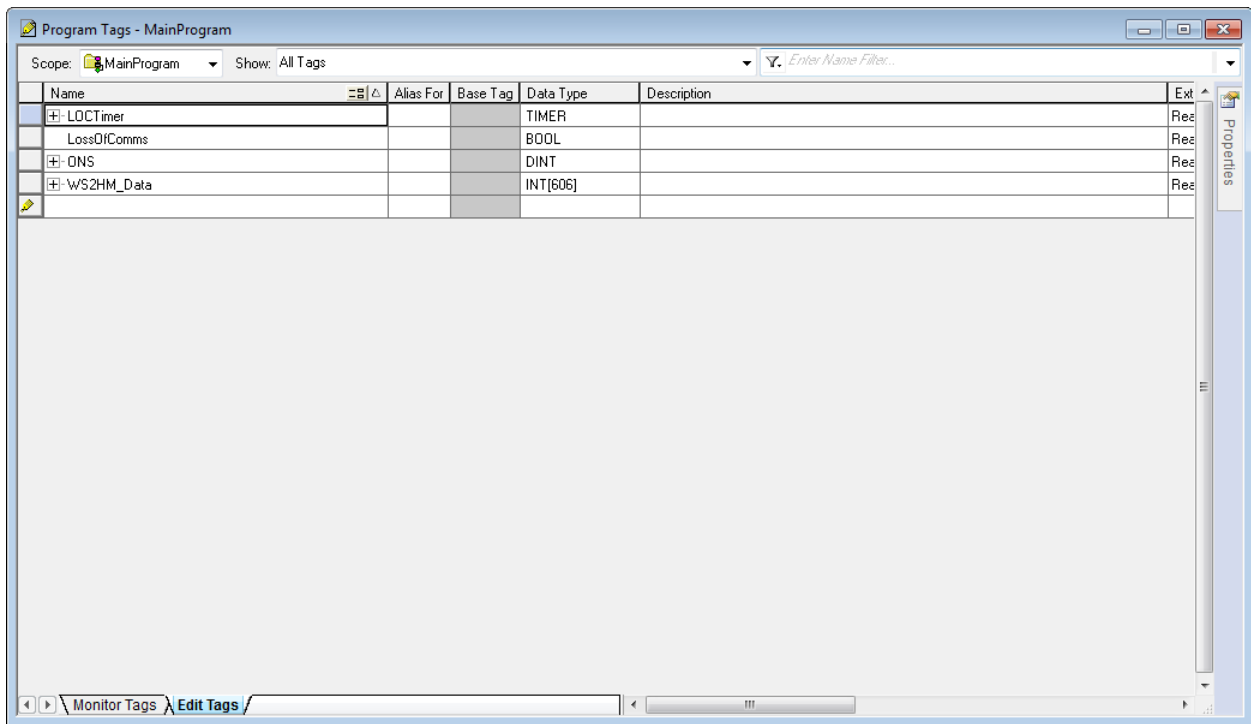 Program Tags - MainProgram
Scope: MainProgram Show: All Tags Enter Name Filter...
Name Alias For Base Tag Data Type Description Ext
LOCTimer TIMER Rea
LossOfComms BOOL Rea
ONS DINT Rea
WS2HM_Data INT[606] Rea
Properties
Monitor Tags Edit Tags